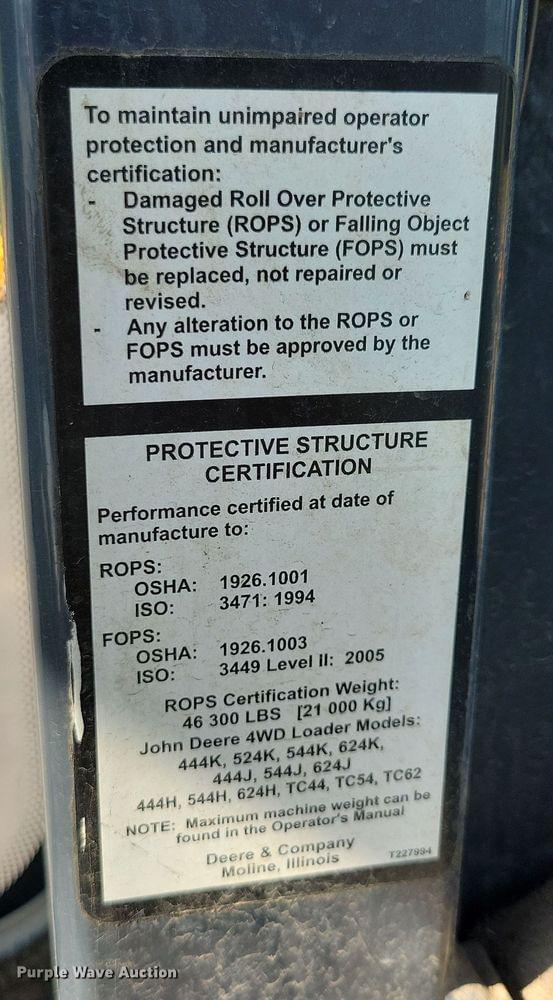 To maintain unimpaired operator
protection and manufacturer's
certification:
- Damaged Roll Over Protective
Structure (ROPS) or Falling Object
Protective Structure (FOPS) must
be replaced, not repaired or
revised.
- Any alteration to the ROPS or
FOPS must be approved by the
manufacturer.
PROTECTIVE STRUCTURE
CERTIFICATION
Performance certified at date of
manufacture to:
ROPS:
OSHA: 1926.1001
ISO: 3471: 1994
FOPS:
OSHA: 1926.1003
ISO: 3449 Level II: 2005
ROPS Certification Weight:
46 300 LBS [21 000 Kg]
John Deere 4WD Loader Models:
444K, 524K, 544K, 624K,
444J, 544J, 624J
444H, 544H, 624H, TC44, TC54, TC62
NOTE: Maximum machine weight can be
found in the Operator's Manual
Deere & Company
Moline, Illinois
T227994
Purple Wave Auction